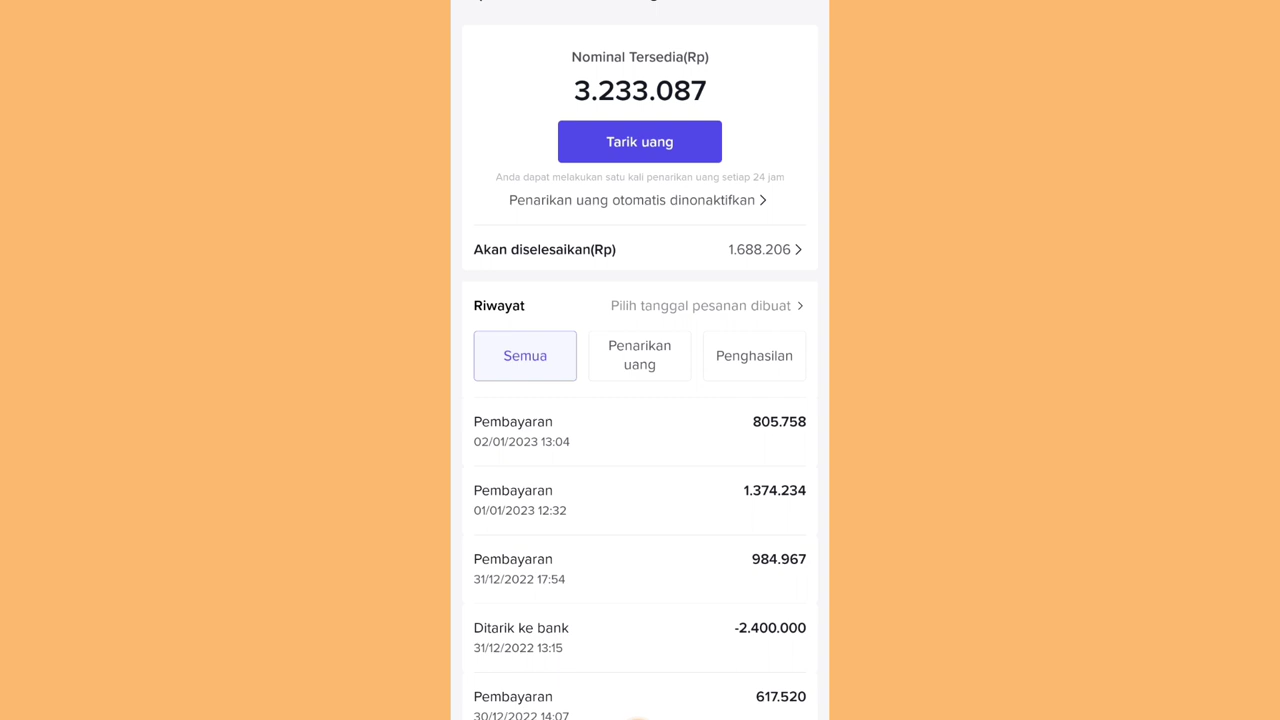 Nominal Tersedia(Rp)
3.233.087
Tarik uang
Anda dapat melakukan satu kali penarikan uang setiap 24 jam
Penarikan uang otomatis dinonaktifkan
Akan diselesaikan(Rp) 1.688.206
Riwayat Pilih tanggal pesanan dibuat
Semua
Penarikan
uang
Penghasilan
Pembayaran 805.758
02/01/2023 13:04
Pembayaran 1.374.234
01/01/2023 12:32
Pembayaran 984.967
31/12/2022 17:54
Ditarik ke bank -2.400.000
31/12/2022 13:15
Pembayaran 617.520
30/12/2022 14:07